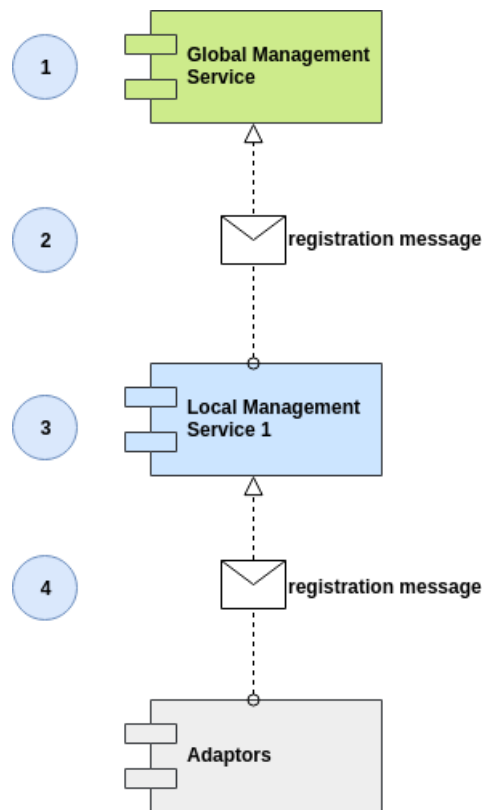 1
Global Management
Service
2
registration message
3
Local Management
Service 1
4
registration message
Adaptors